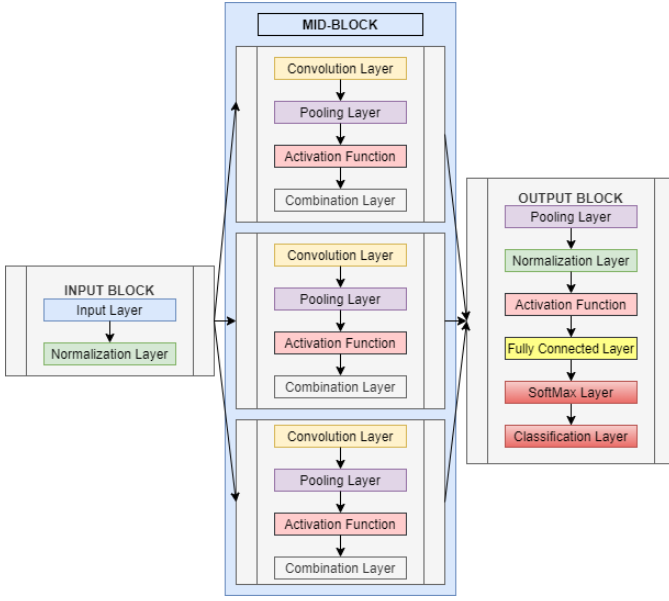 MID-BLOCK
Convolution Layer
Pooling Layer
Activation Function
Combination Layer
Convolution Layer
Pooling Layer
Activation Function
Combination Layer
Convolution Layer
Pooling Layer
Activation Function
Combination Layer
INPUT BLOCK
Input Layer
Normalization Layer
OUTPUT BLOCK
Pooling Layer
Normalization Layer
Activation Function
Fully Connected Layer
SoftMax Layer
Classification Layer